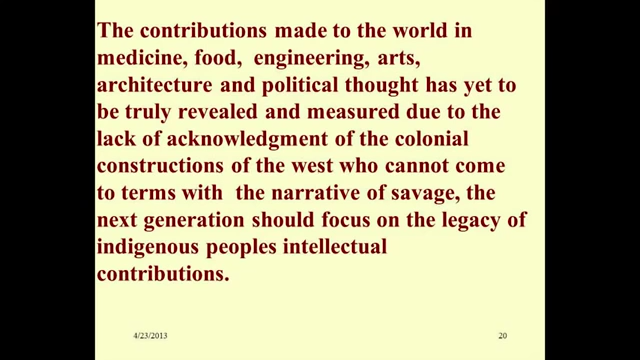 The contributions made to the world in
medicine, food,  engineering, arts,
architecture and political thought has yet to
be truly revealed and measured due to the
lack of acknowledgment of the colonial
constructions of the west who cannot come
to terms with  the narrative of savage, the
next generation should focus on the legacy of
indigenous peoples intellectual
contributions.
4/23/2013 20